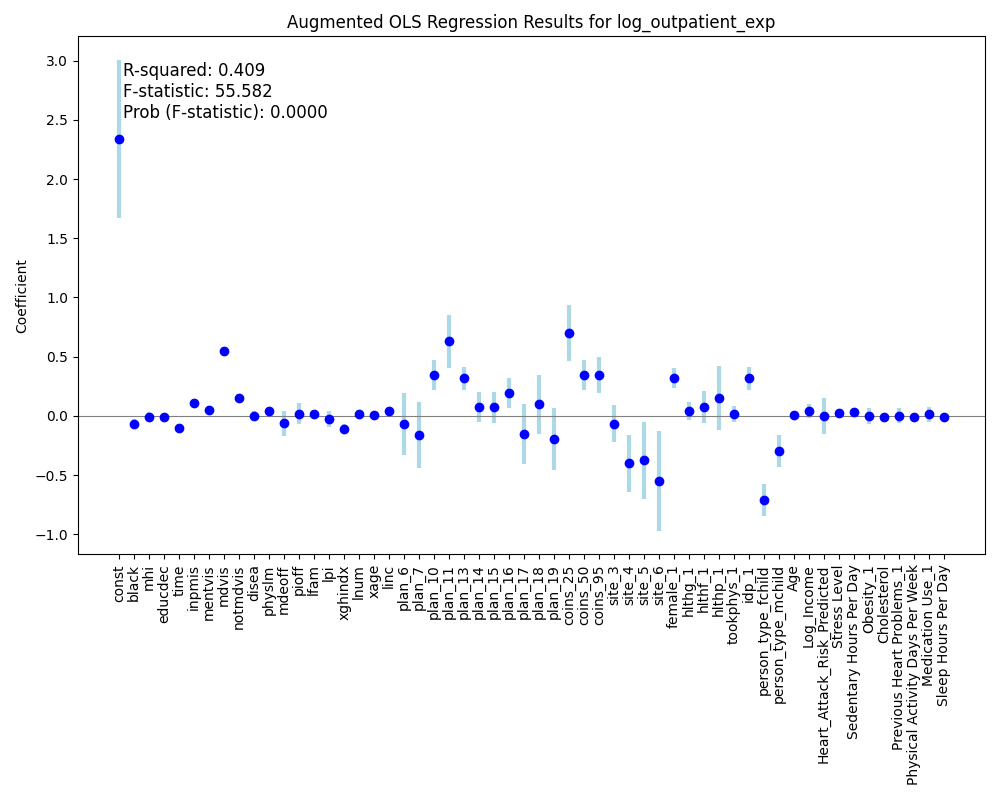 Augmented OLS Regression Results for log_outpatient_exp
R-squared: 0.409
F-statistic: 55.582
Prob (F-statistic): 0.0000
Coefficient
3.0
2.5
2.0
1.5
1.0
0.5
0.0
−0.5
−1.0
const
black
mhi
educdec
time
inpmis
mentvis
mdvis
notmdvis
disea
physlm
mdeoff
pioff
lfam
lpi
xghindx
lnum
xage
linc
plan_6
plan_7
plan_10
plan_11
plan_13
plan_14
plan_15
plan_16
plan_17
plan_18
plan_19
coins_25
coins_50
coins_95
site_3
site_4
site_5
site_6
female_1
hlthg_1
hlthf_1
hlthp_1
tookphys_1
idp_1
person_type_fchild
person_type_mchild
Age
Log_Income
Heart_Attack_Risk_Predicted
Stress Level
Sedentary Hours Per Day
Obesity_1
Cholesterol
Previous Heart Problems_1
Physical Activity Days Per Week
Medication Use_1
Sleep Hours Per Day